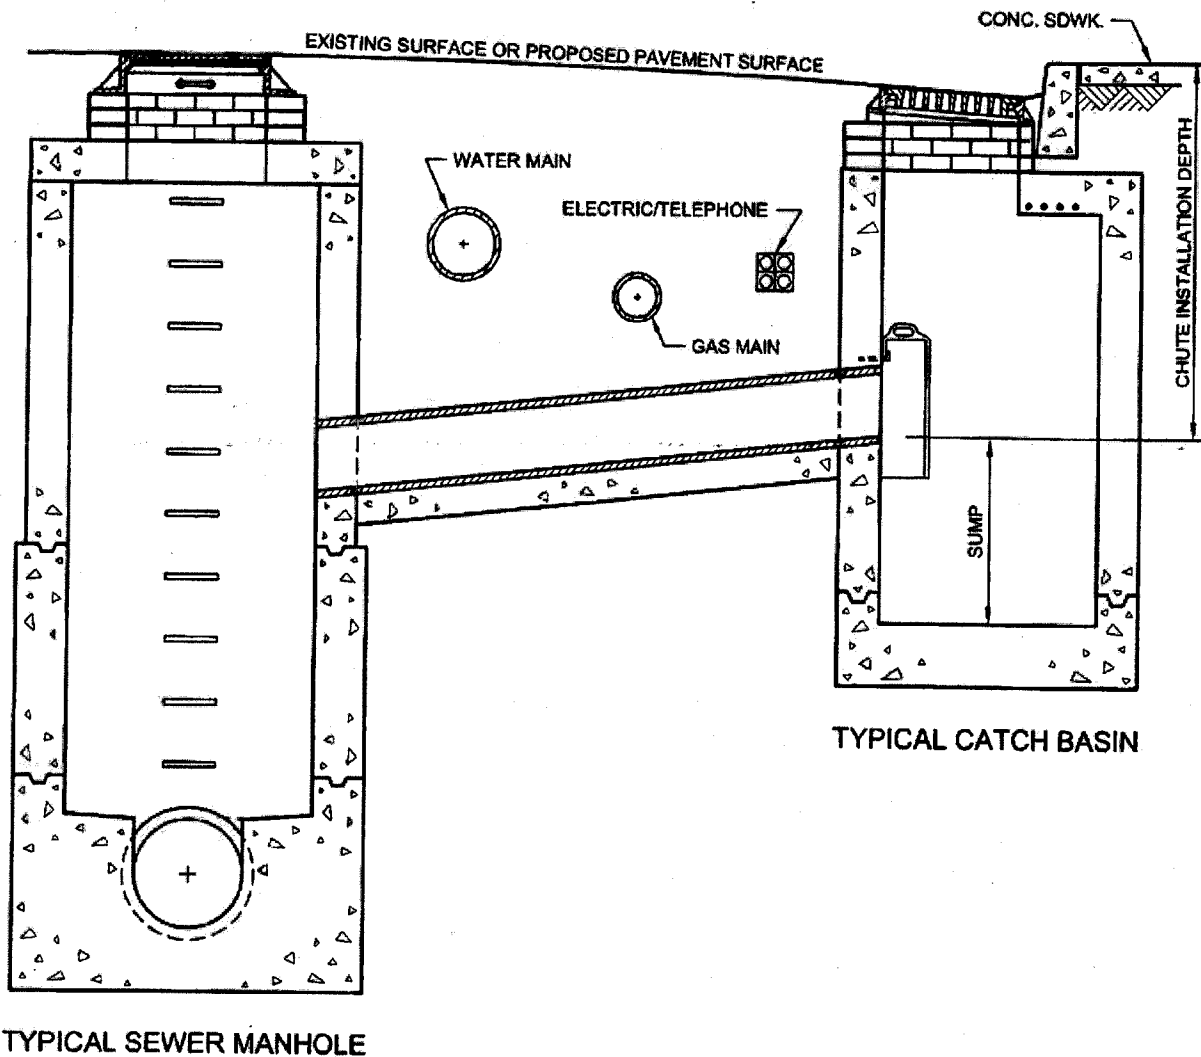 CONC. SDWK.
EXISTING SURFACE OR PROPOSED PAVEMENT SURFACE
WATER MAIN
ELECTRIC/TELEPHONE
GAS MAIN
CHUTE INSTALLATION DEPTH
SUMP
TYPICAL CATCH BASIN
TYPICAL SEWER MANHOLE